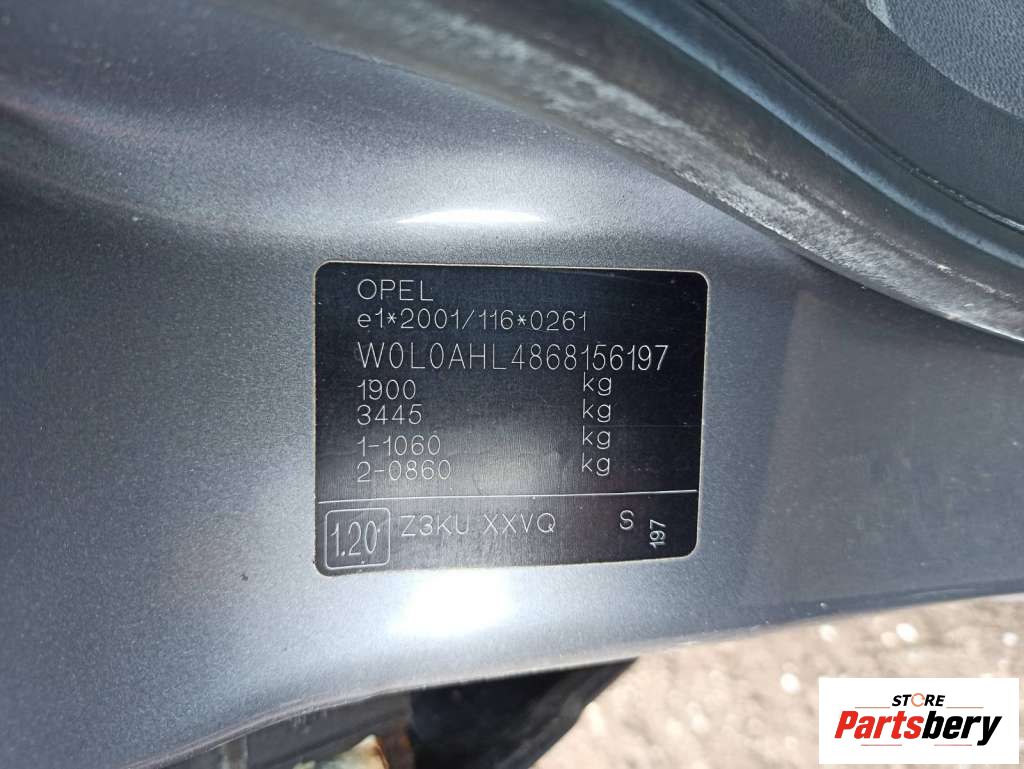 OPEL
e1*2001/116*0261
W0L0AHL4868156197
1900 kg
3445 kg
1-1060 kg
2-0860 kg
1.20 Z3KU XXVQ S 197
STORE
Partsbery